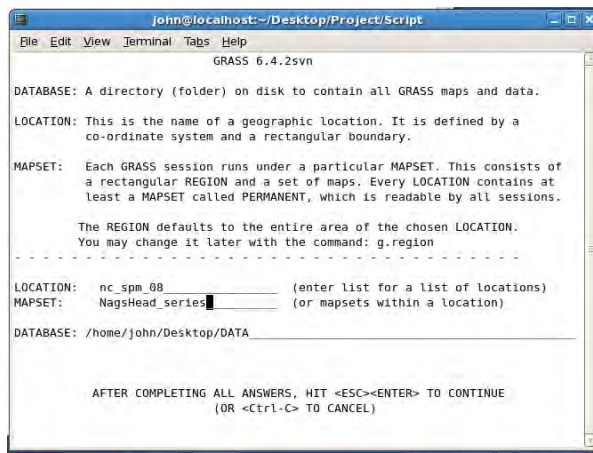 john@localhost:~/Desktop/Project/Script
File Edit View Terminal Tabs Help
GRASS 6.4.2svn
DATABASE: A directory (folder) on disk to contain all GRASS maps and data.
LOCATION: This is the name of a geographic location. It is defined by a
co-ordinate system and a rectangular boundary.
MAPSET: Each GRASS session runs under a particular MAPSET. This consists of
a rectangular REGION and a set of maps. Every LOCATION contains at
least a MAPSET called PERMANENT, which is readable by all sessions.
The REGION defaults to the entire area of the chosen LOCATION.
You may change it later with the command: g.region
- - - - - - - - - - - - - - - - - - - - - - - - - - - - - - - - - - - - -
LOCATION: nc_spm_08________________ (enter list for a list of locations)
MAPSET: NagsHead_series__________ (or mapsets within a location)
DATABASE: /home/john/Desktop/DATA______________________________________________
AFTER COMPLETING ALL ANSWERS, HIT <ESC><ENTER> TO CONTINUE
(OR <Ctrl-C> TO CANCEL)